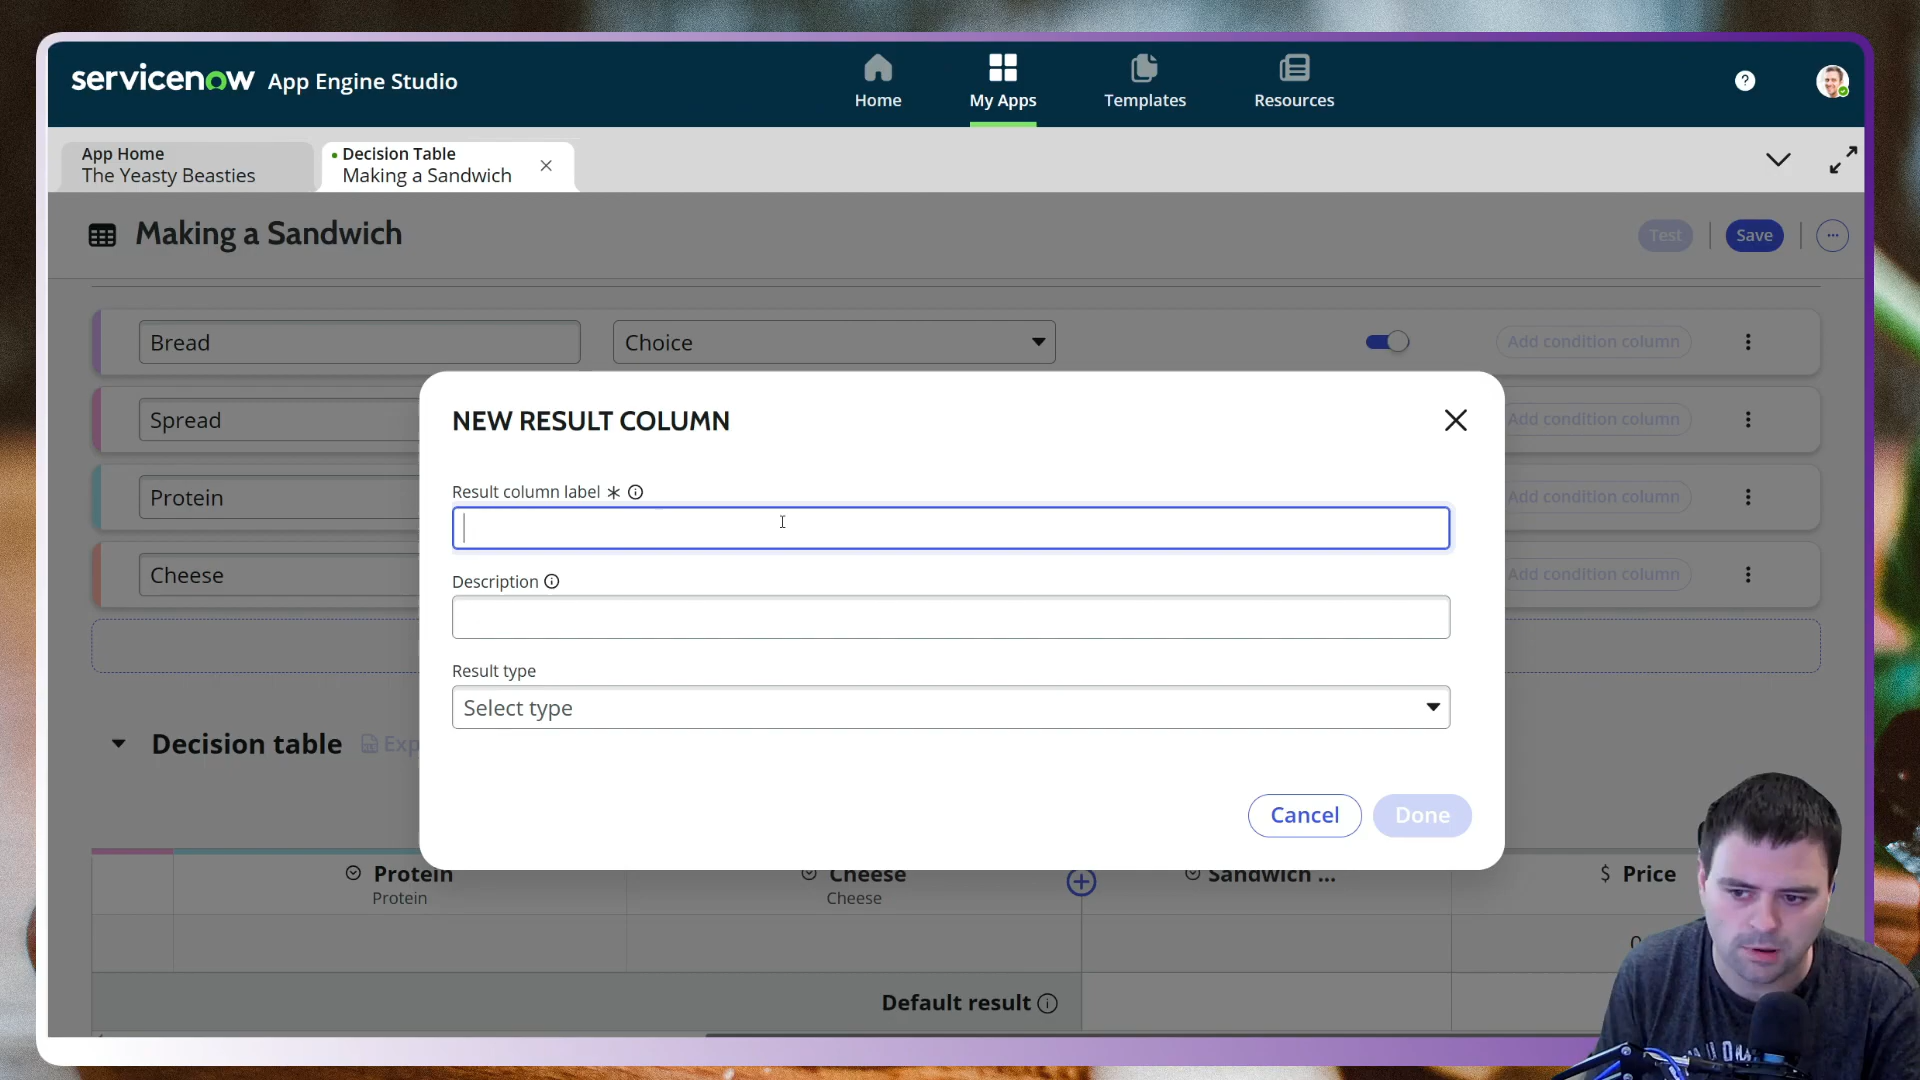 servicenow App Engine Studio
Home
My Apps
Templates
Resources
?
App Home
The Yeasty Beasties
Decision Table
Making a Sandwich
Making a Sandwich
Test
Save
Bread
Choice
Add condition column
Spread
Add condition column
Protein
Add condition column
Cheese
Add condition column
NEW RESULT COLUMN
Result column label *
Description
Result type
Select type
Cancel
Done
Decision table
Exp
Protein
Protein
Cheese
Cheese
Sandwich ...
$ Price
Default result